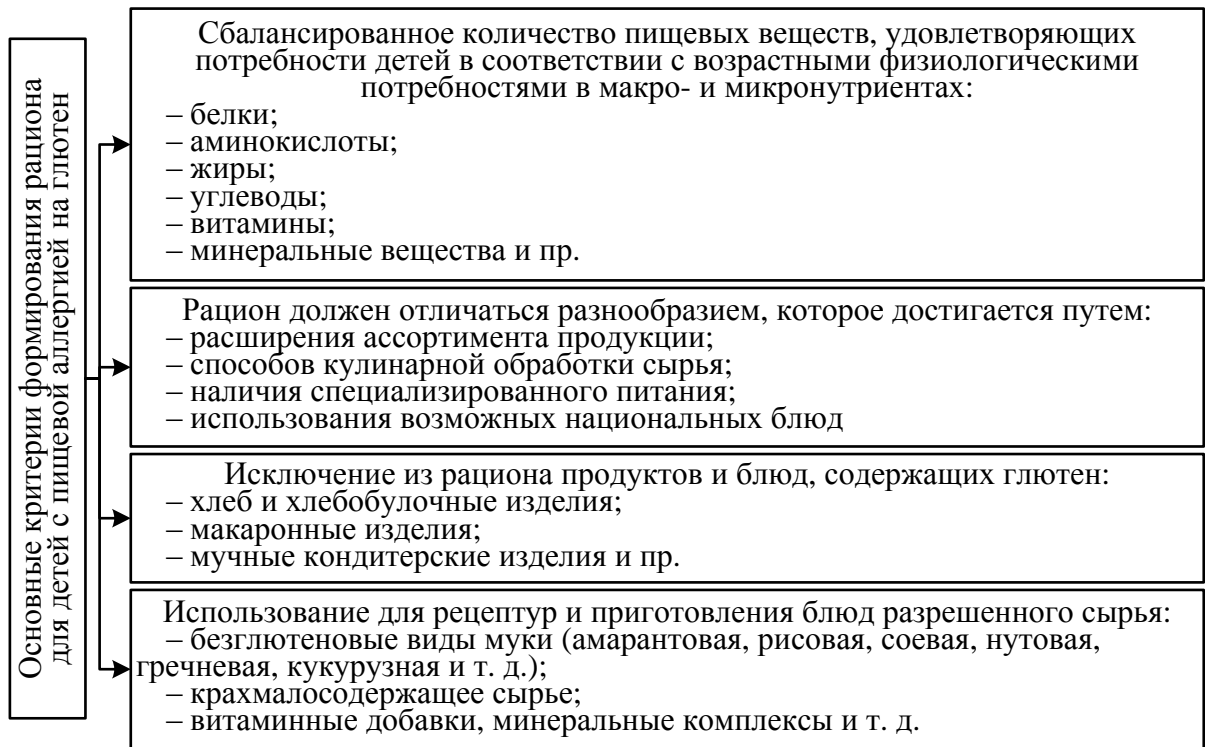 Основные критерии формирования рациона
для детей с пищевой аллергией на глютен
Сбалансированное количество пищевых веществ, удовлетворяющих
потребности детей в соответствии с возрастными физиологическими
потребностями в макро- и микронутриентах:
– белки;
– аминокислоты;
– жиры;
– углеводы;
– витамины;
– минеральные вещества и пр.
Рацион должен отличаться разнообразием, которое достигается путем:
– расширения ассортимента продукции;
– способов кулинарной обработки сырья;
– наличия специализированного питания;
– использования возможных национальных блюд
Исключение из рациона продуктов и блюд, содержащих глютен:
– хлеб и хлебобулочные изделия;
– макаронные изделия;
– мучные кондитерские изделия и пр.
Использование для рецептур и приготовления блюд разрешенного сырья:
– безглютеновые виды муки (амарантовая, рисовая, соевая, нутовая,
гречневая, кукурузная и т. д.);
– крахмалосодержащее сырье;
– витаминные добавки, минеральные комплексы и т. д.